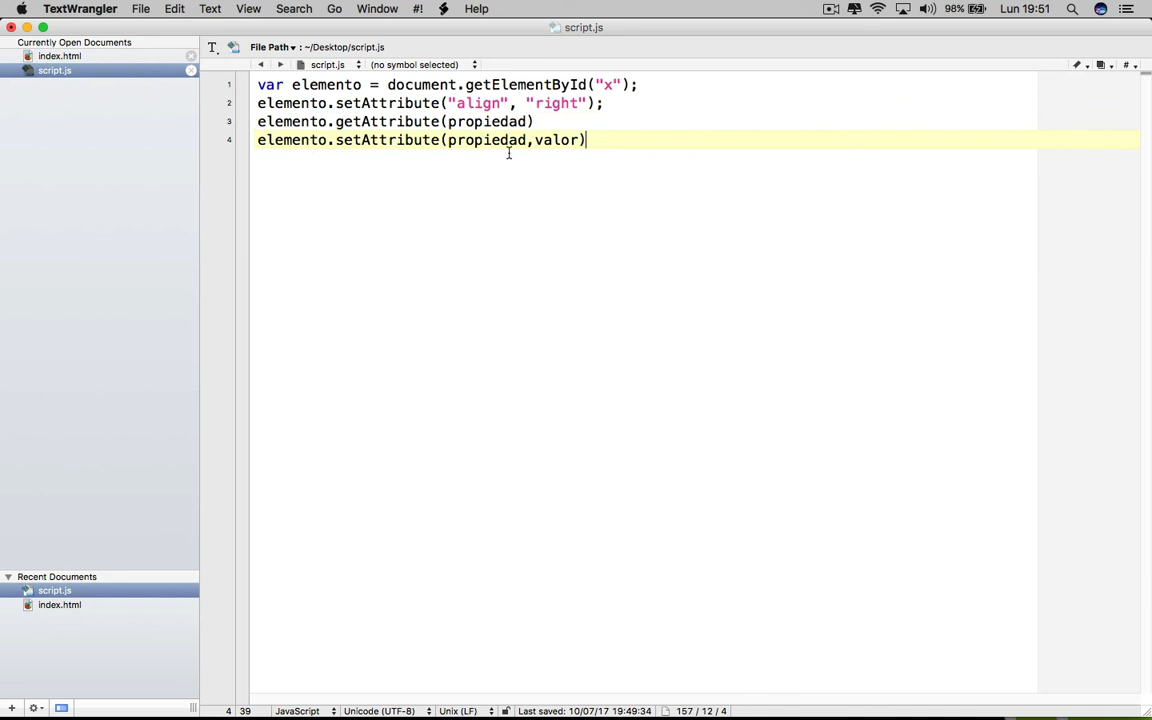 TextWrangler File Edit Text View Search Go Window #! Help 98% Lun 19:51
script.js
Currently Open Documents
index.html
script.js
T. File Path : ~/Desktop/script.js
script.js (no symbol selected) #
1 var elemento = document.getElementById("x");
2 elemento.setAttribute("align", "right");
3 elemento.getAttribute(propiedad)
4 elemento.setAttribute(propiedad,valor)
Recent Documents
script.js
index.html
+ 4 39 JavaScript Unicode (UTF-8) Unix (LF) Last saved: 10/07/17 19:49:34 157 / 12 / 4